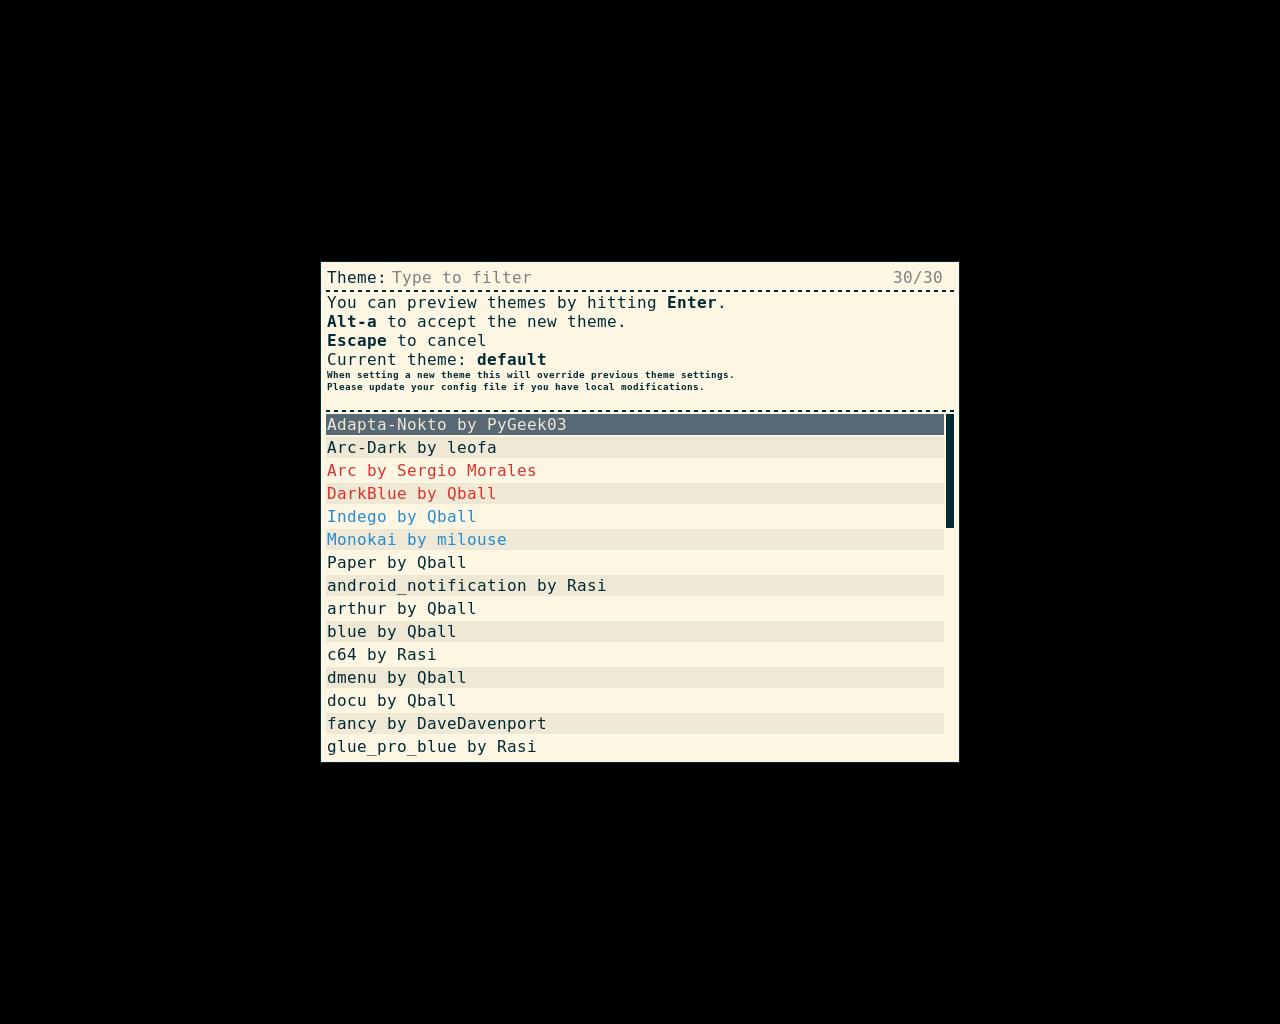 Theme: Type to filter 30/30
You can preview themes by hitting Enter.
Alt-a to accept the new theme.
Escape to cancel
Current theme: default
When setting a new theme this will override previous theme settings.
Please update your config file if you have local modifications.
Adapta-Nokto by PyGeek03
Arc-Dark by leofa
Arc by Sergio Morales
DarkBlue by Qball
Indego by Qball
Monokai by milouse
Paper by Qball
android_notification by Rasi
arthur by Qball
blue by Qball
c64 by Rasi
dmenu by Qball
docu by Qball
fancy by DaveDavenport
glue_pro_blue by Rasi